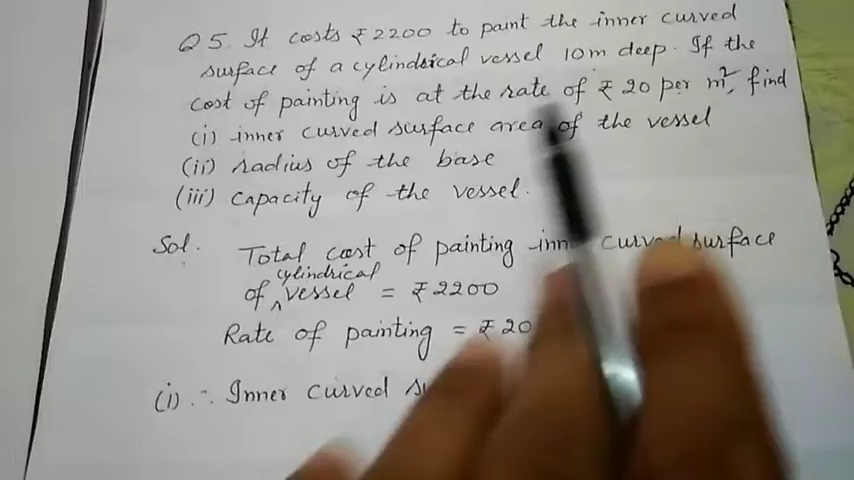 Q5. It costs ₹2200 to paint the inner curved
surface of a cylindrical vessel 10m deep. If the
cost of painting is at the rate of ₹20 per m², find
(i) inner curved surface area of the vessel
(ii) radius of the base
(iii) capacity of the vessel.
Sol. Total cost of painting curved surface
cylindrical
of ^ vessel = ₹2200
Rate of painting = ₹20
(i) ∴ Inner curved